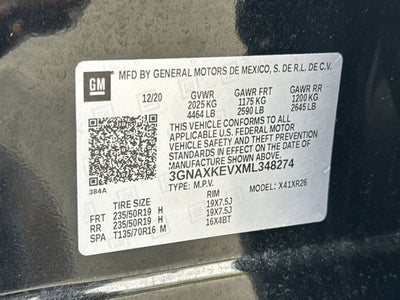 GM
MFD BY GENERAL MOTORS DE MEXICO, S. DE R.L. DE C.V.
12/20 GVWR GAWR FRT GAWR RR
2025 KG 1175 KG 1200 KG
4464 LB 2590 LB 2645 LB
THIS VEHICLE CONFORMS TO ALL
APPLICABLE U.S. FEDERAL MOTOR
VEHICLE SAFETY STANDARDS IN
EFFECT ON THE DATE OF
MANUFACTURE SHOWN ABOVE.
384A
3GNAXKEVXML348274
TYPE: M.P.V. MODEL: X41XR26
TIRE SIZE RIM
FRT 235/50R19 H 19X7.5J
RR 235/50R19 H 19X7.5J
SPA T135/70R16 M 16X4BT